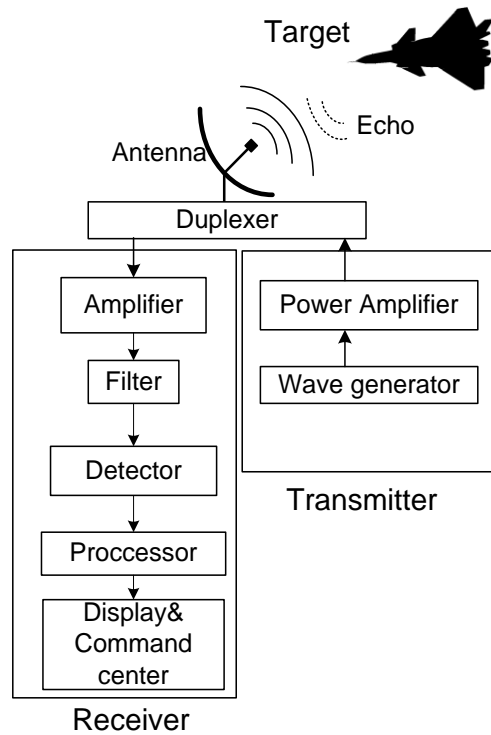 Target
Echo
Antenna
Duplexer
Amplifier
Filter
Detector
Proccessor
Display&
Command
center
Receiver
Power Amplifier
Wave generator
Transmitter